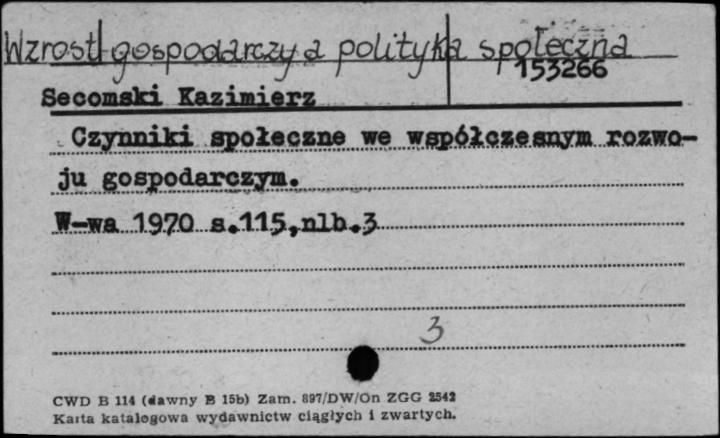 Wzrost gospodarczy a polityka społeczna
153266
Secomski Kazimierz
Czynniki społeczne we współczesnym rozwo-
ju gospodarczym.
W-wa 1970 s.115,nlb.3
3
CWD B 114 (dawny B 15b) Zam. 897/DW/On ZGG 2542
Karta katalogowa wydawnictw ciągłych i zwartych.